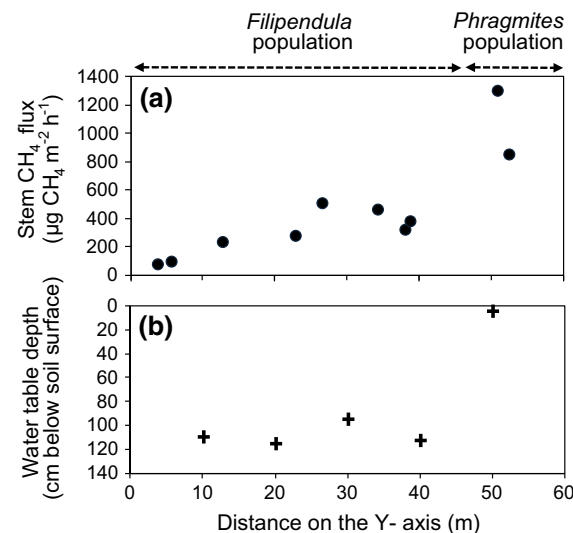 Filipendula
population
Phragmites
population
(a)
Stem CH4 flux
(µg CH4 m-2 h-1)
1400
1200
1000
800
600
400
200
0
(b)
Water table depth
(cm below soil surface)
0
20
40
60
80
100
120
140
0 10 20 30 40 50 60
Distance on the Y- axis (m)